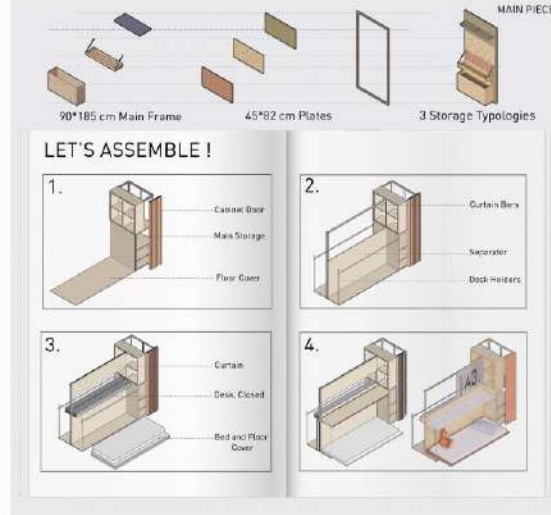 MAIN PIECE
90*185 cm Main Frame
45*82 cm Plates
3 Storage Typologies
LET'S ASSEMBLE !
1.
Cabinet Door
Main Storage
Floor Cover
2.
Curtain Bars
Separator
Desk Holders
3.
Curtain
Desk, Closed
Bed and Floor
Cover
4.
A3